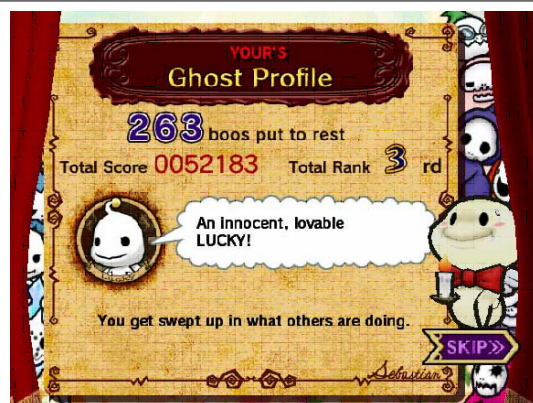 YOUR'S
Ghost Profile
263 boos put to rest
Total Score 0052183 Total Rank 3 rd
An innocent, lovable
LUCKY!
You get swept up in what others are doing.
SKIP
Sebastian